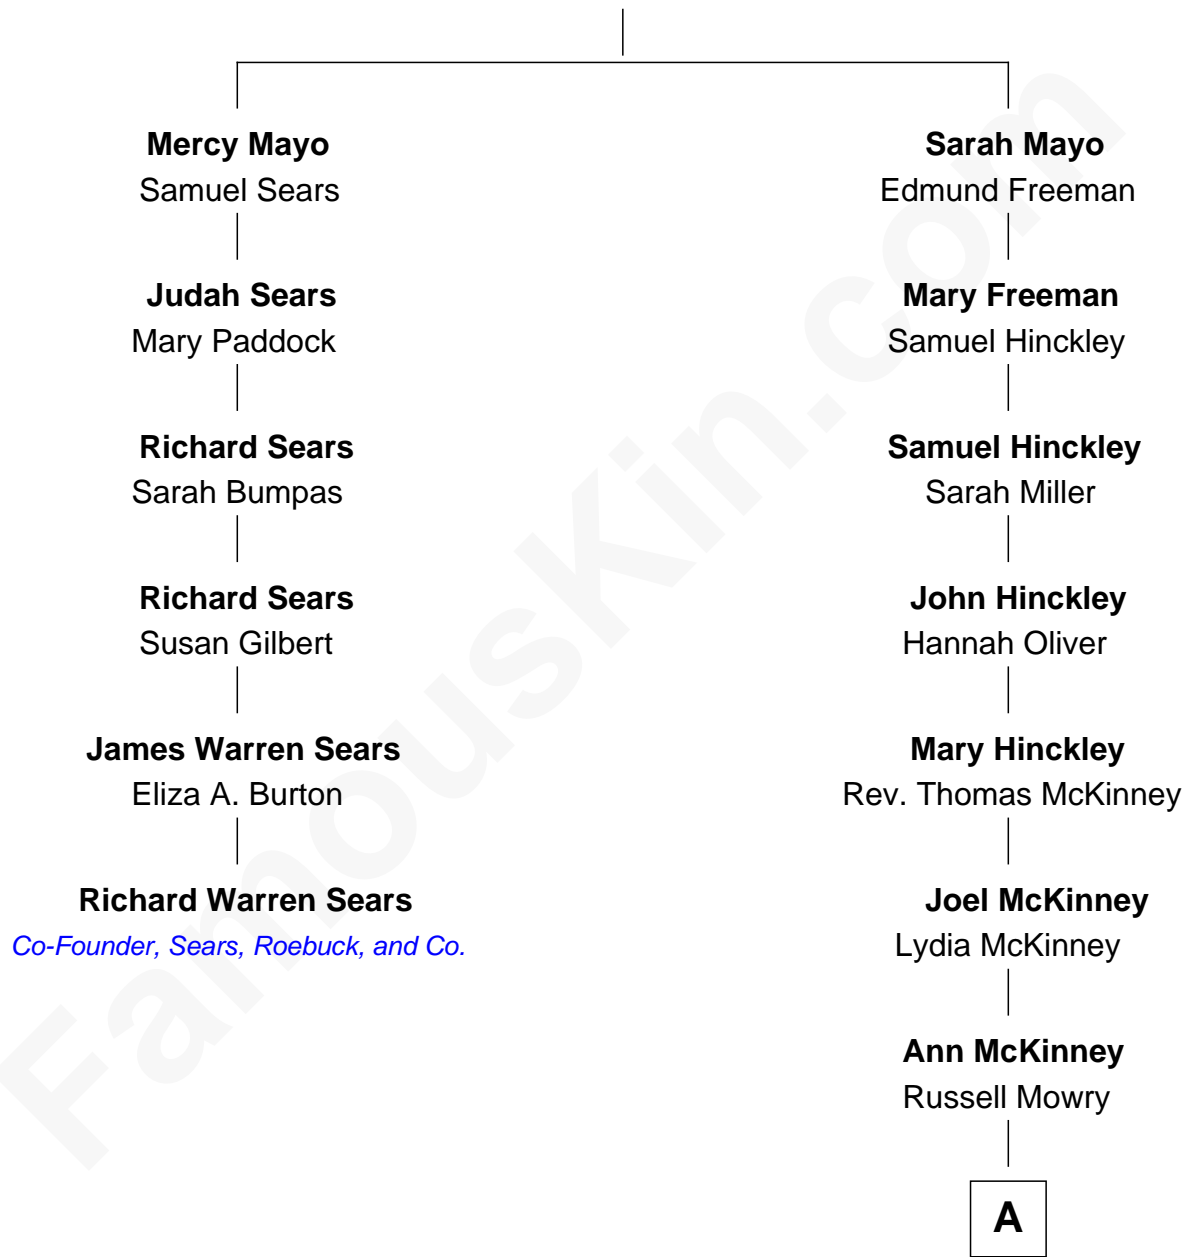 Mercy Mayo
Samuel Sears
Sarah Mayo
Edmund Freeman
Judah Sears
Mary Paddock
Mary Freeman
Samuel Hinckley
Richard Sears
Sarah Bumpas
Samuel Hinckley
Sarah Miller
Richard Sears
Susan Gilbert
John Hinckley
Hannah Oliver
James Warren Sears
Eliza A. Burton
Mary Hinckley
Rev. Thomas McKinney
Richard Warren Sears
Co-Founder, Sears, Roebuck, and Co.
Joel McKinney
Lydia McKinney
Ann McKinney
Russell Mowry
A
FamousKin.com